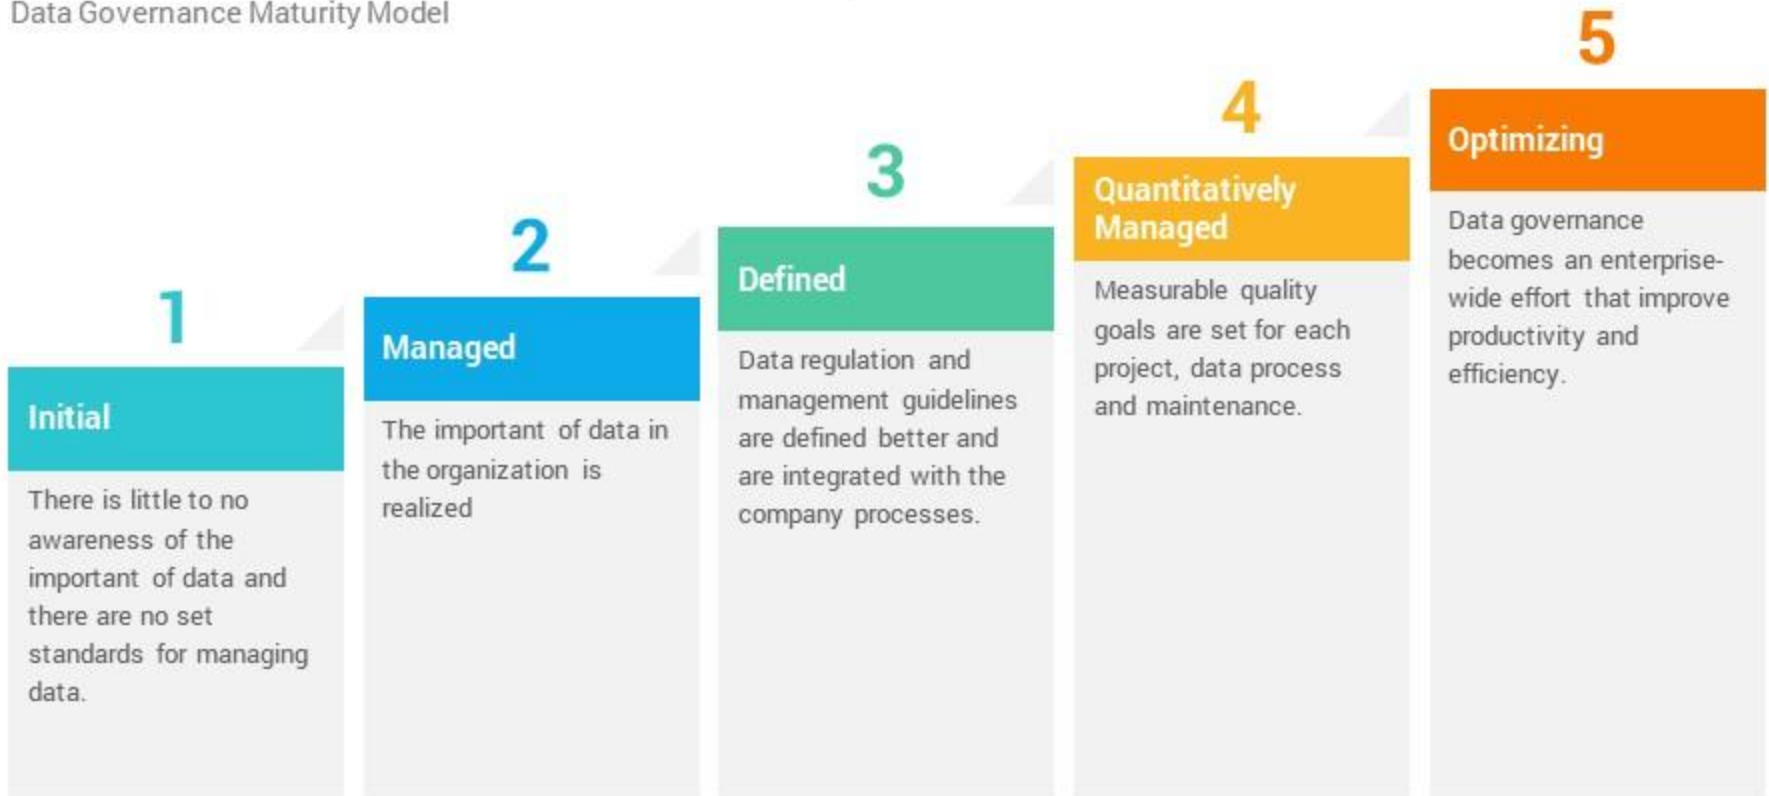 Data Governance Maturity Model
1
Initial
There is little to no
awareness of the
important of data and
there are no set
standards for managing
data.
2
Managed
The important of data in
the organization is
realized
3
Defined
Data regulation and
management guidelines
are defined better and
are integrated with the
company processes.
4
Quantitatively
Managed
Measurable quality
goals are set for each
project, data process
and maintenance.
5
Optimizing
Data governance
becomes an enterprise-
wide effort that improve
productivity and
efficiency.